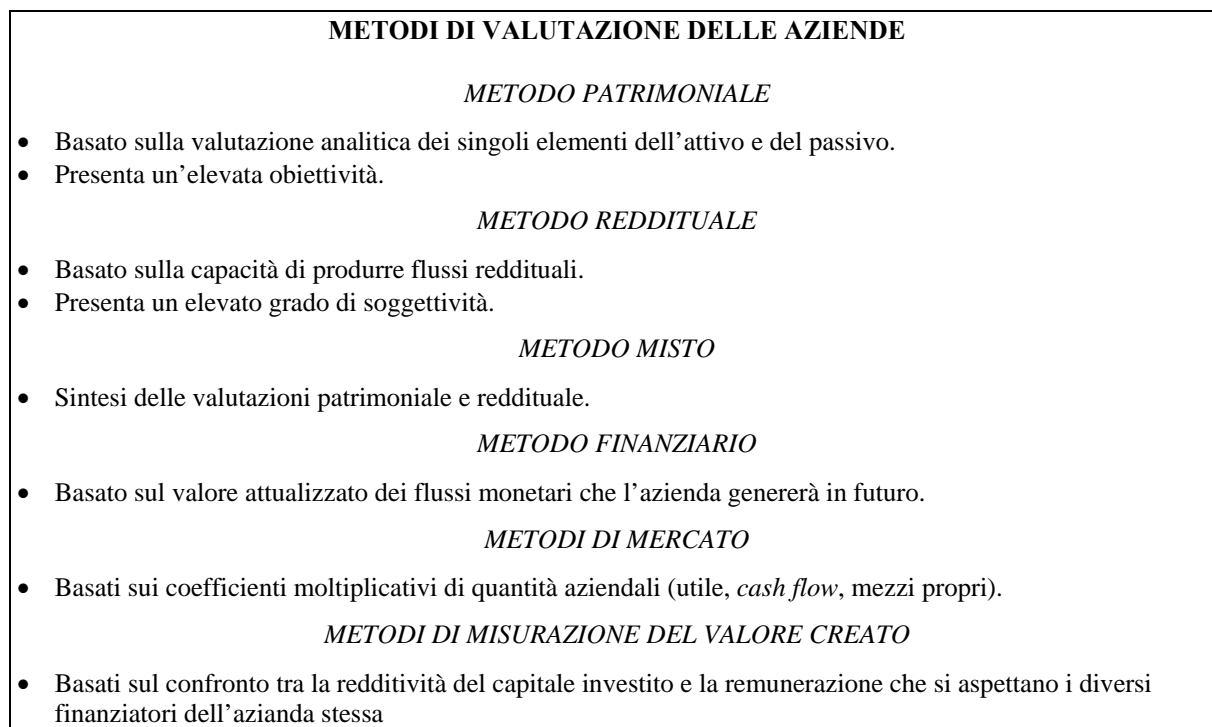 METODI DI VALUTAZIONE DELLE AZIENDE
METODO PATRIMONIALE
• Basato sulla valutazione analitica dei singoli elementi dell’attivo e del passivo.
• Presenta un’elevata obiettività.
METODO REDDITUALE
• Basato sulla capacità di produrre flussi reddituali.
• Presenta un elevato grado di soggettività.
METODO MISTO
• Sintesi delle valutazioni patrimoniale e reddituale.
METODO FINANZIARIO
• Basato sul valore attualizzato dei flussi monetari che l’azienda genererà in futuro.
METODI DI MERCATO
• Basati sui coefficienti moltiplicativi di quantità aziendali (utile, cash flow, mezzi propri).
METODI DI MISURAZIONE DEL VALORE CREATO
• Basati sul confronto tra la redditività del capitale investito e la remunerazione che si aspettano i diversi
finanziatori dell’azianda stessa